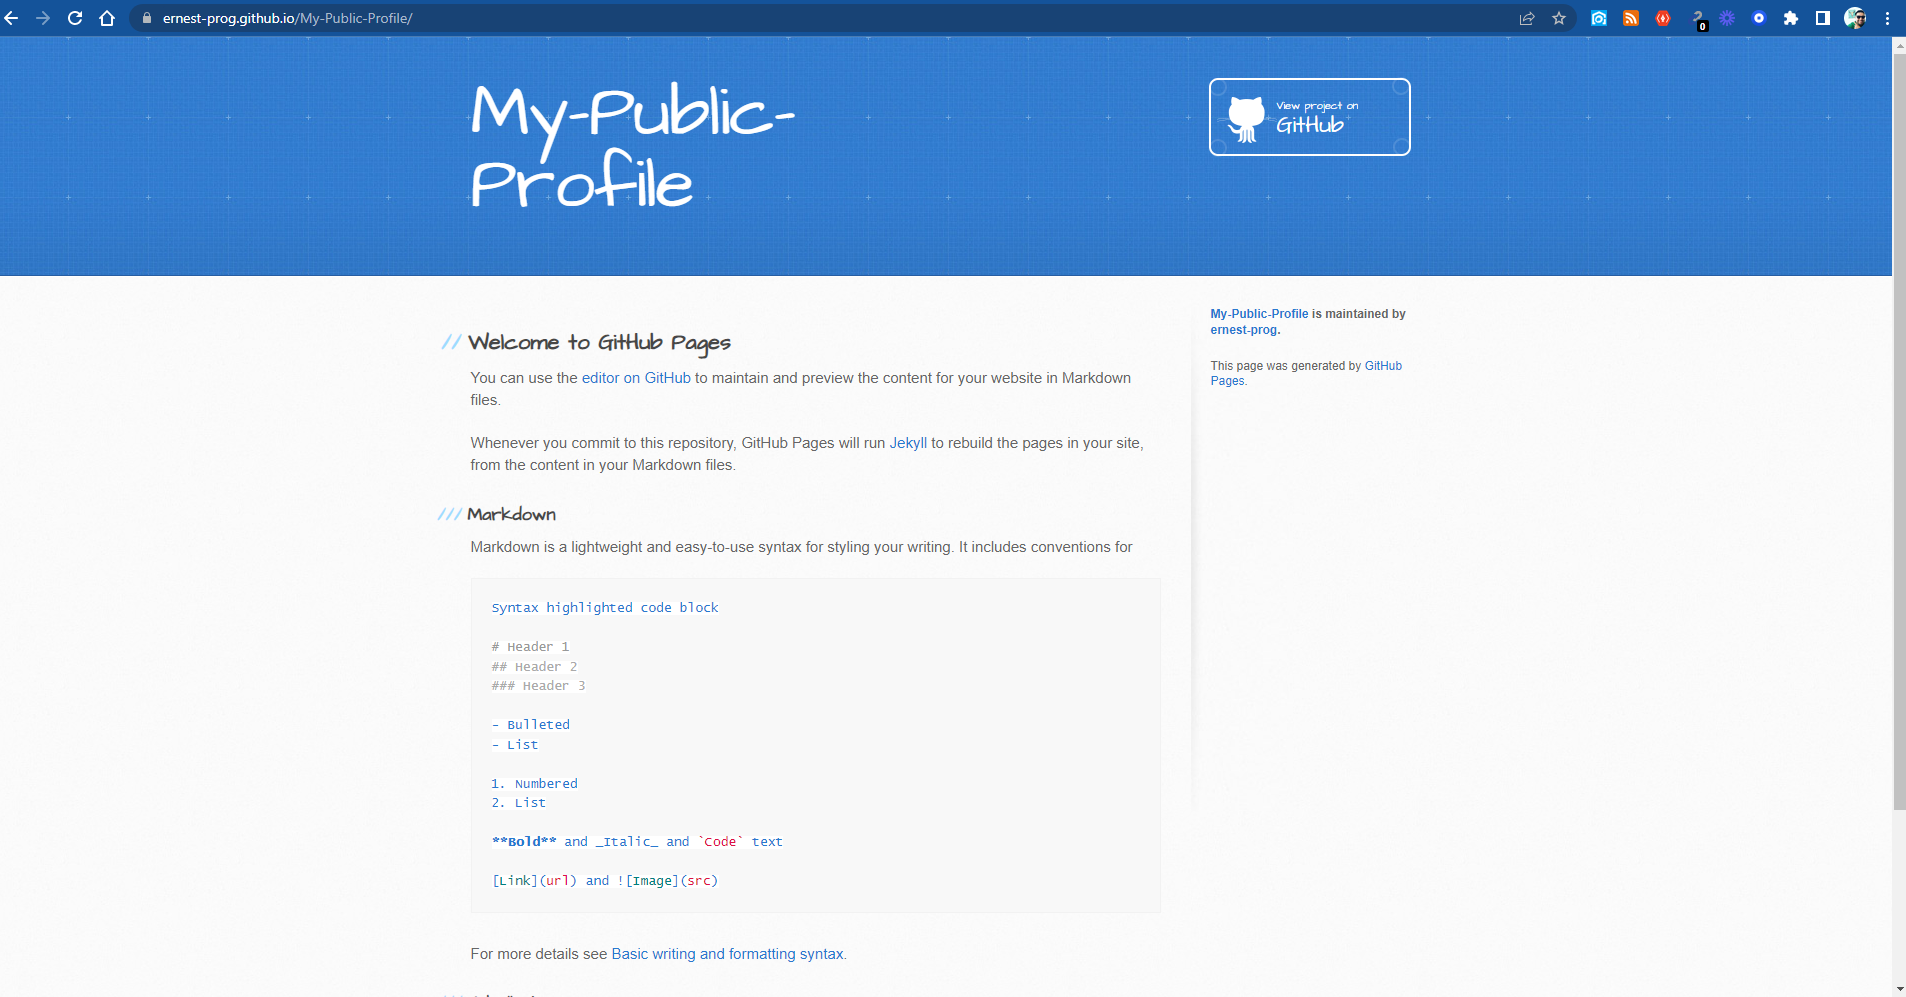 ernest-prog.github.io/My-Public-Profile/
0
My-Public-
Profile
View project on
GitHub
// Welcome to GitHub Pages
You can use the editor on GitHub to maintain and preview the content for your website in Markdown
files.
Whenever you commit to this repository, GitHub Pages will run Jekyll to rebuild the pages in your site,
from the content in your Markdown files.
/// Markdown
Markdown is a lightweight and easy-to-use syntax for styling your writing. It includes conventions for
Syntax highlighted code block
# Header 1
## Header 2
### Header 3
- Bulleted
- List
1. Numbered
2. List
**Bold** and _Italic_ and `Code` text
[Link](url) and ![Image](src)
For more details see Basic writing and formatting syntax.
My-Public-Profile is maintained by
ernest-prog.
This page was generated by GitHub
Pages.